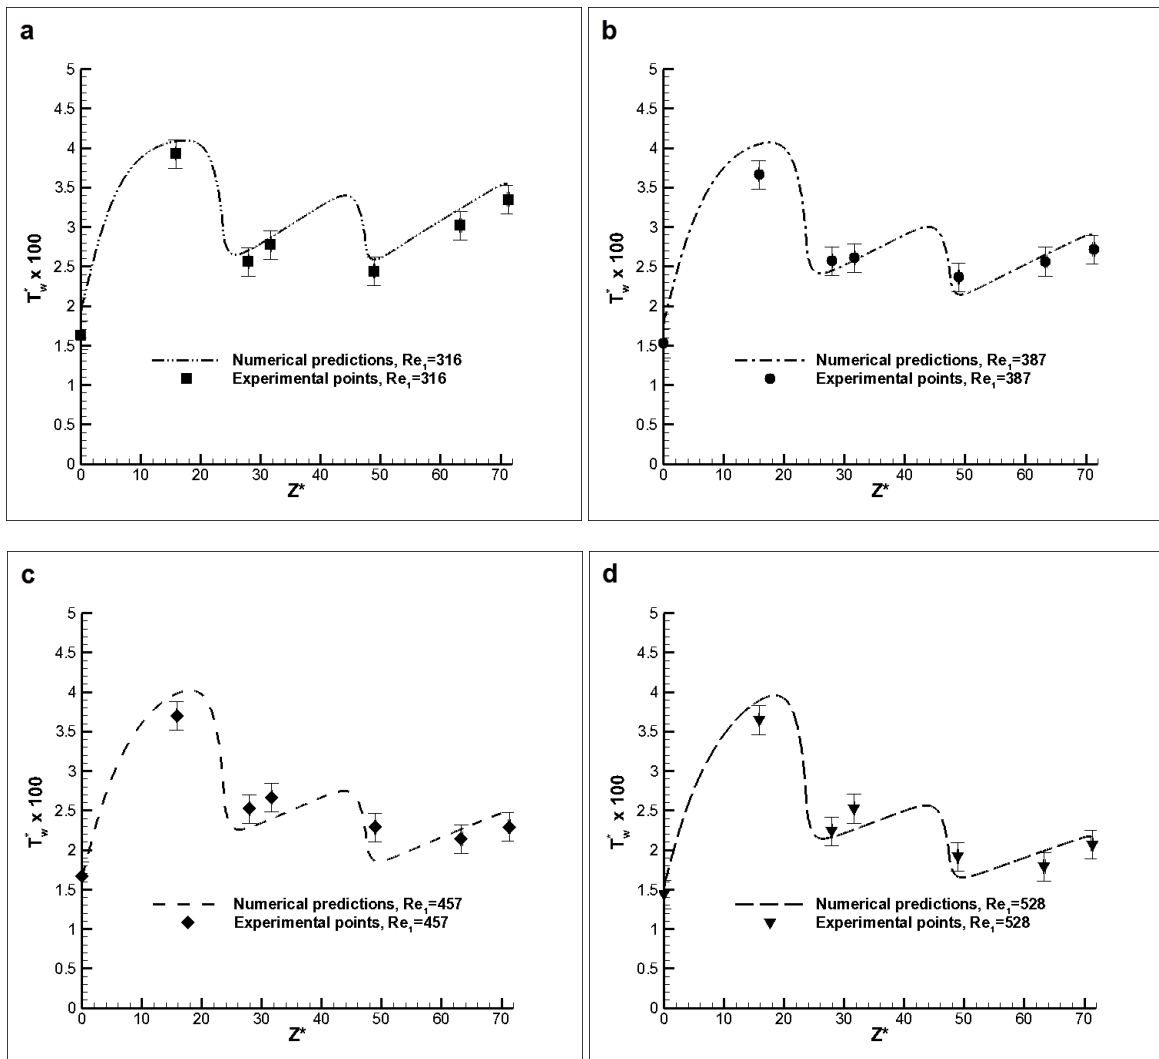 a
5
4.5
4
3.5
3
2.5
2
1.5
1
0.5
0
T*w x 100
Numerical predictions, Re1=316
Experimental points, Re1=316
0 10 20 30 40 50 60 70
Z*
b
5
4.5
4
3.5
3
2.5
2
1.5
1
0.5
0
T*w x 100
Numerical predictions, Re1=387
Experimental points, Re1=387
0 10 20 30 40 50 60 70
Z*
c
5
4.5
4
3.5
3
2.5
2
1.5
1
0.5
0
T*w x 100
Numerical predictions, Re1=457
Experimental points, Re1=457
0 10 20 30 40 50 60 70
Z*
d
5
4.5
4
3.5
3
2.5
2
1.5
1
0.5
0
T*w x 100
Numerical predictions, Re1=528
Experimental points, Re1=528
0 10 20 30 40 50 60 70
Z*